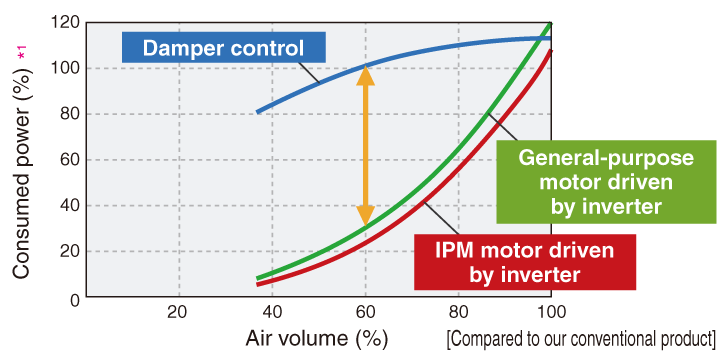 120
100
80
60
40
20
0
Consumed power (%) *1
Damper control
General-purpose
motor driven
by inverter
IPM motor driven
by inverter
20
40
60
80
100
Air volume (%)
[Compared to our conventional product]